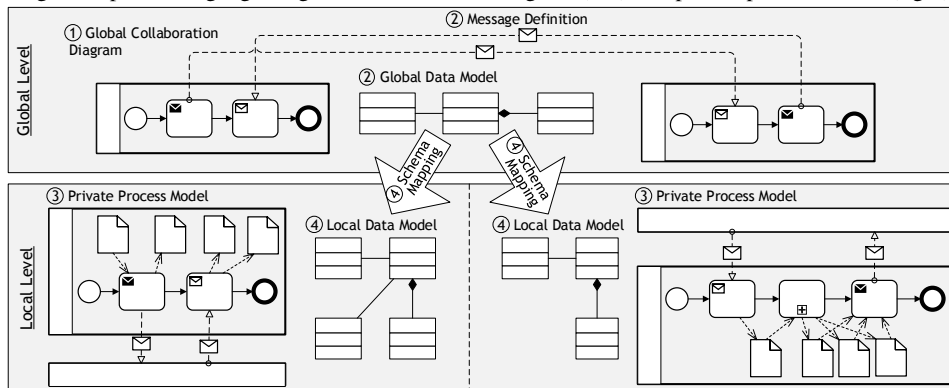 ② Message Definition
① Global Collaboration
Diagram
② Global Data Model
Global Level
④ Schema
Mapping
④ Schema
Mapping
③ Private Process Model
③ Private Process Model
④ Local Data Model
④ Local Data Model
Local Level